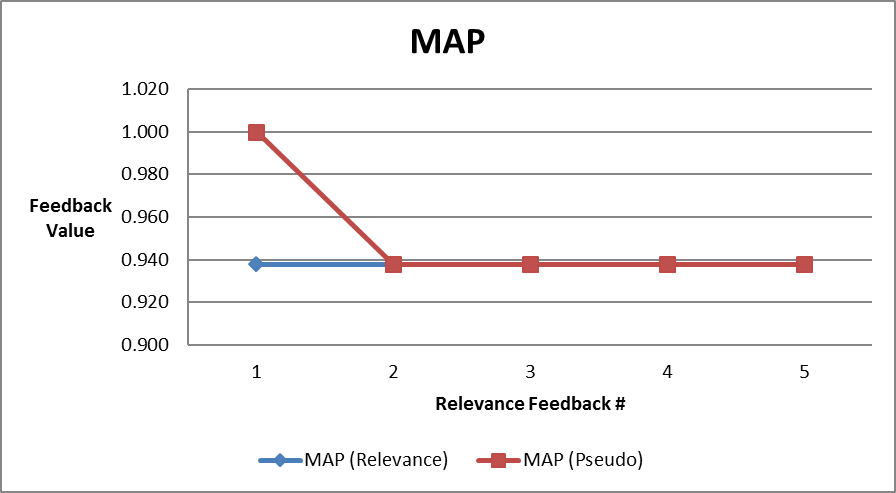 MAP
1.020
1.000
0.980
0.960
0.940
0.920
0.900
Feedback
Value
1 2 3 4 5
Relevance Feedback #
MAP (Relevance) MAP (Pseudo)